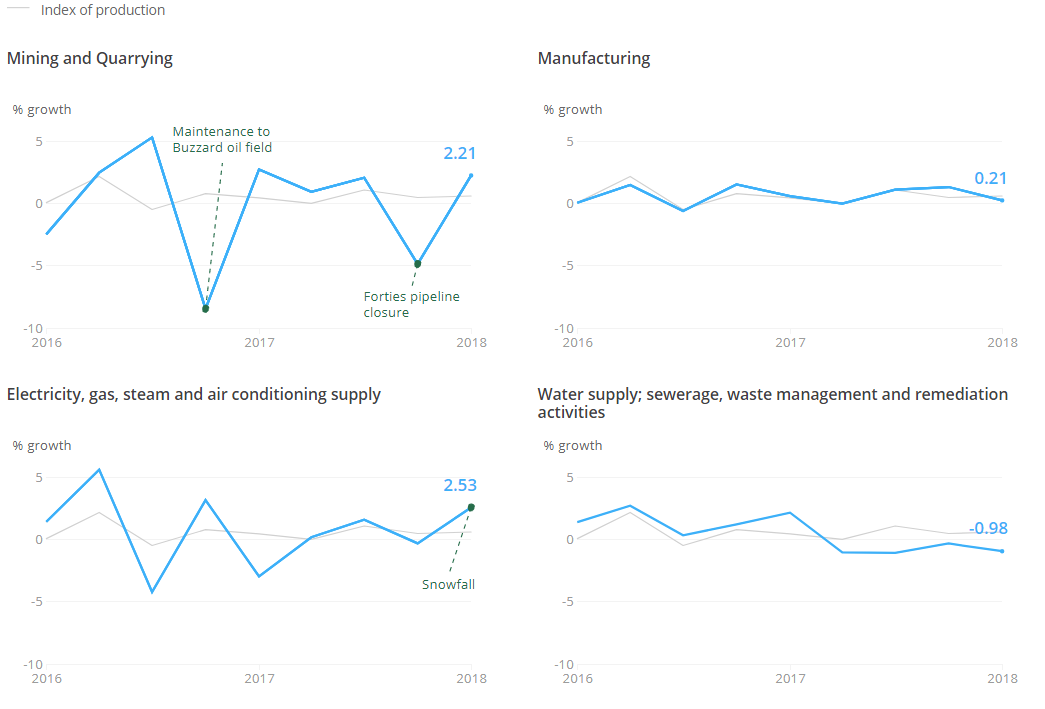 Index of production
Mining and Quarrying
% growth
Maintenance to
Buzzard oil field
2.21
5
0
-5
Forties pipeline
closure
-10
2016
2017
2018
Manufacturing
% growth
5
0.21
0
-5
-10
2016
2017
2018
Electricity, gas, steam and air conditioning supply
% growth
5
2.53
0
Snowfall
-5
-10
2016
2017
2018
Water supply; sewerage, waste management and remediation
activities
% growth
5
-0.98
0
-5
-10
2016
2017
2018